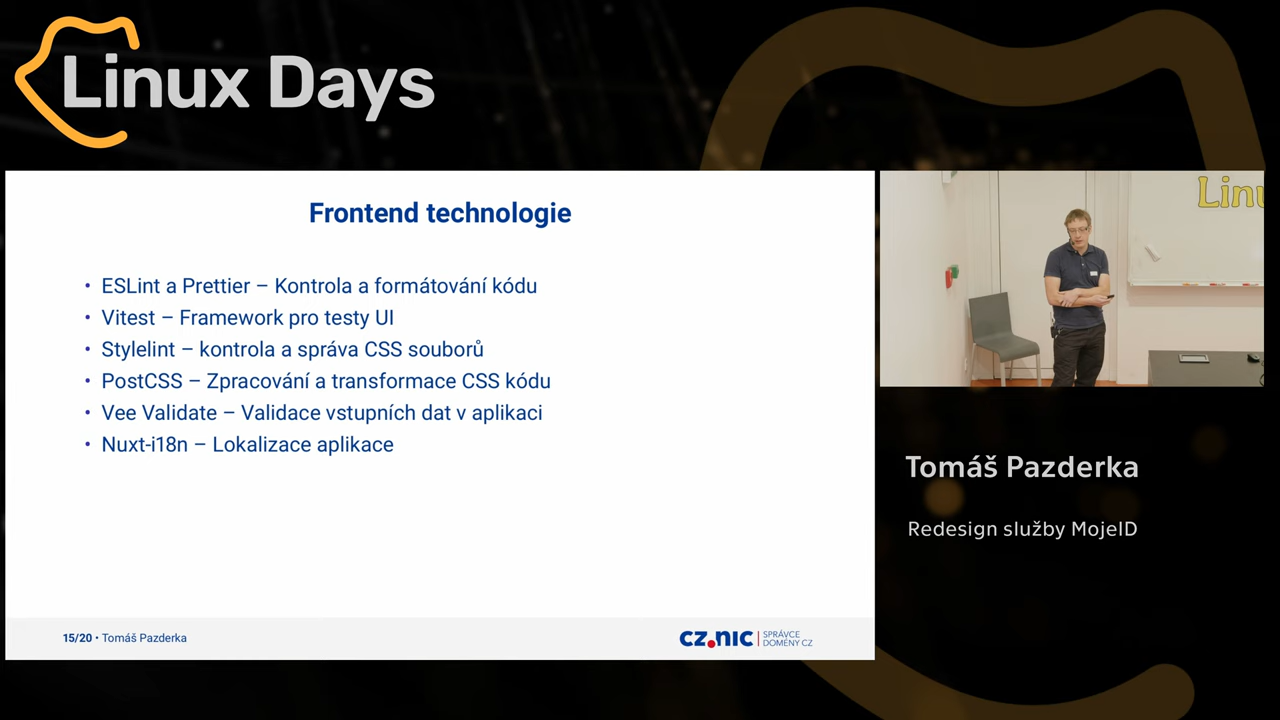 Linux Days
Frontend technologie
• ESLint a Prettier – Kontrola a formátování kódu
• Vitest – Framework pro testy UI
• Stylelint – kontrola a správa CSS souborů
• PostCSS – Zpracování a transformace CSS kódu
• Vee Validate – Validace vstupních dat v aplikaci
• Nuxt-i18n – Lokalizace aplikace
15/20 • Tomáš Pazderka
CZ.NIC | SPRÁVCE
DOMÉNY CZ
Linu
Tomáš Pazderka
Redesign služby MojeID